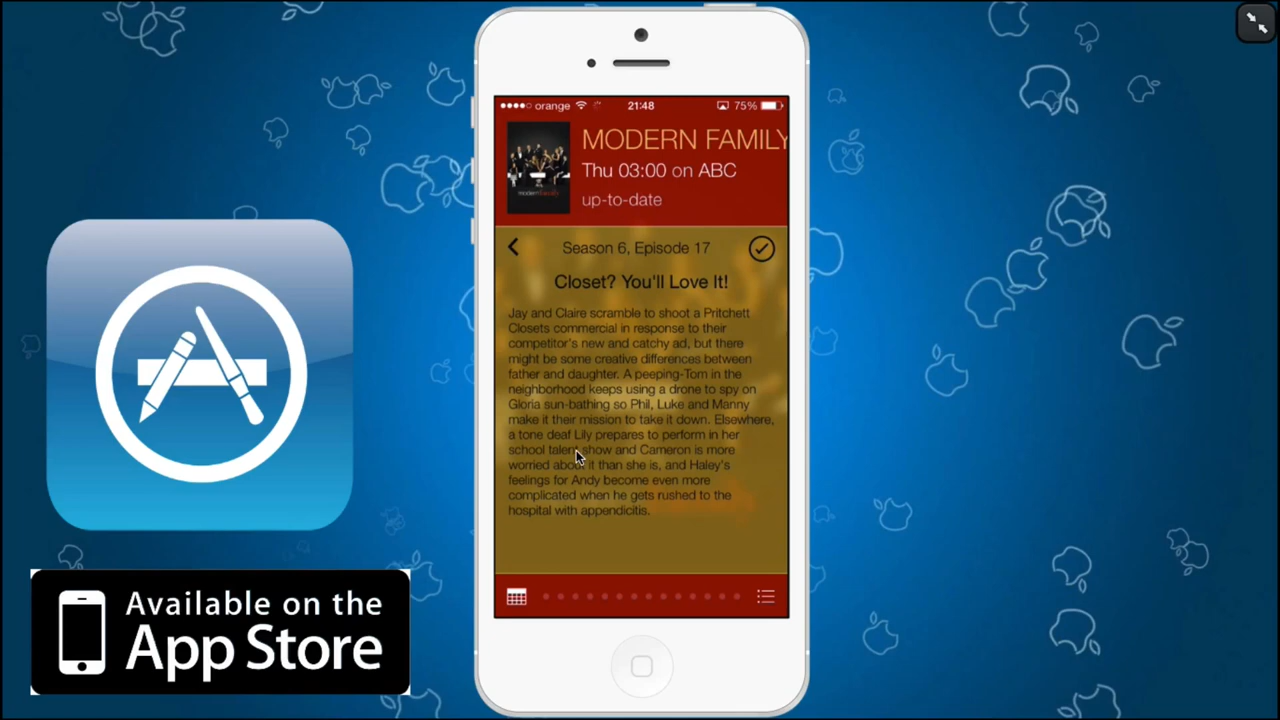 orange 21:48 75%
MODERN FAMILY
Thu 03:00 on ABC
up-to-date
modern family
Season 6, Episode 17
Closet? You'll Love It!
Jay and Claire scramble to shoot a Pritchett
Closets commercial in response to their
competitor's new and catchy ad, but there
might be some creative differences between
father and daughter. A peeping-Tom in the
neighborhood keeps using a drone to spy on
Gloria sun-bathing so Phil, Luke and Manny
make it their mission to take it down. Elsewhere,
a tone deaf Lily prepares to perform in her
school talent show and Cameron is more
worried about it than she is, and Haley's
feelings for Andy become even more
complicated when he gets rushed to the
hospital with appendicitis.
Available on the
App Store